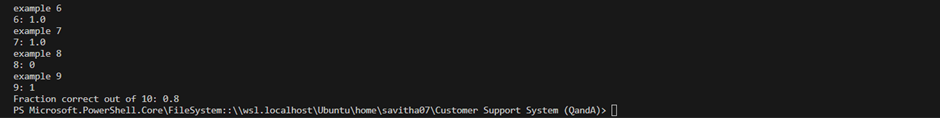 example 6
6: 1.0
example 7
7: 1.0
example 8
8: 0
example 9
9: 1
Fraction correct out of 10: 0.8
PS Microsoft.PowerShell.Core\FileSystem::\\wsl.localhost\Ubuntu\home\savitha07\Customer Support System (QandA)>